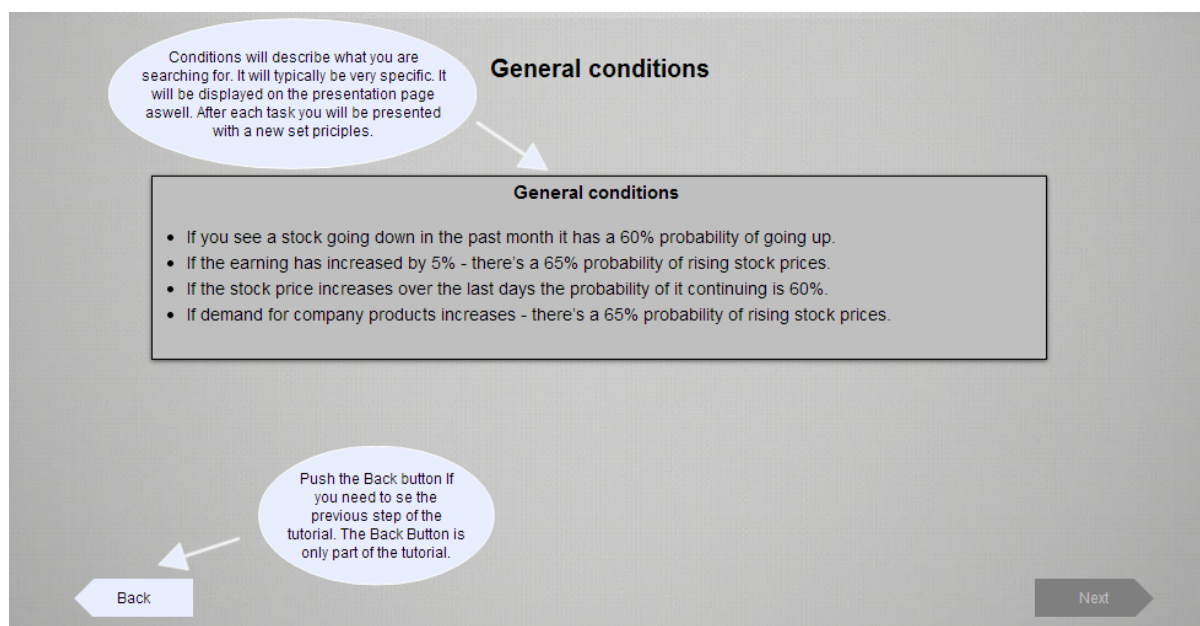 Conditions will describe what you are
searching for. It will typically be very specific. It
will be displayed on the presentation page
aswell. After each task you will be presented
with a new set priciples.
General conditions
General conditions
• If you see a stock going down in the past month it has a 60% probability of going up.
• If the earning has increased by 5% - there's a 65% probability of rising stock prices.
• If the stock price increases over the last days the probability of it continuing is 60%.
• If demand for company products increases - there's a 65% probability of rising stock prices.
Push the Back button If
you need to se the
previous step of the
tutorial. The Back Button is
only part of the tutorial.
Back
Next